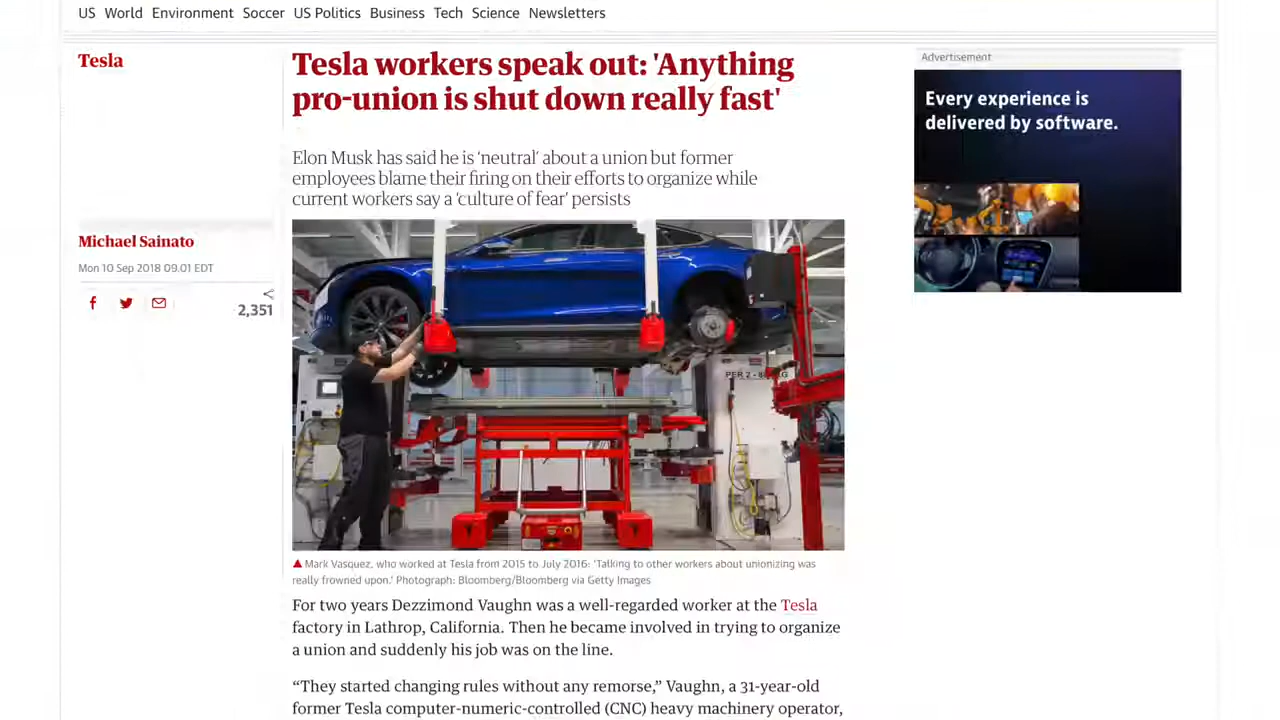 US World Environment Soccer US Politics Business Tech Science Newsletters
Tesla
Tesla workers speak out: 'Anything
pro-union is shut down really fast'
Elon Musk has said he is ‘neutral’ about a union but former
employees blame their firing on their efforts to organize while
current workers say a ‘culture of fear’ persists
Michael Sainato
Mon 10 Sep 2018 09.01 EDT
2,351
Advertisement
Every experience is
delivered by software.
Mark Vasquez, who worked at Tesla from 2015 to July 2016: ‘Talking to other workers about unionizing was
really frowned upon.’ Photograph: Bloomberg/Bloomberg via Getty Images
For two years Dezzimond Vaughn was a well-regarded worker at the Tesla
factory in Lathrop, California. Then he became involved in trying to organize
a union and suddenly his job was on the line.
“They started changing rules without any remorse,” Vaughn, a 31-year-old
former Tesla computer-numeric-controlled (CNC) heavy machinery operator,